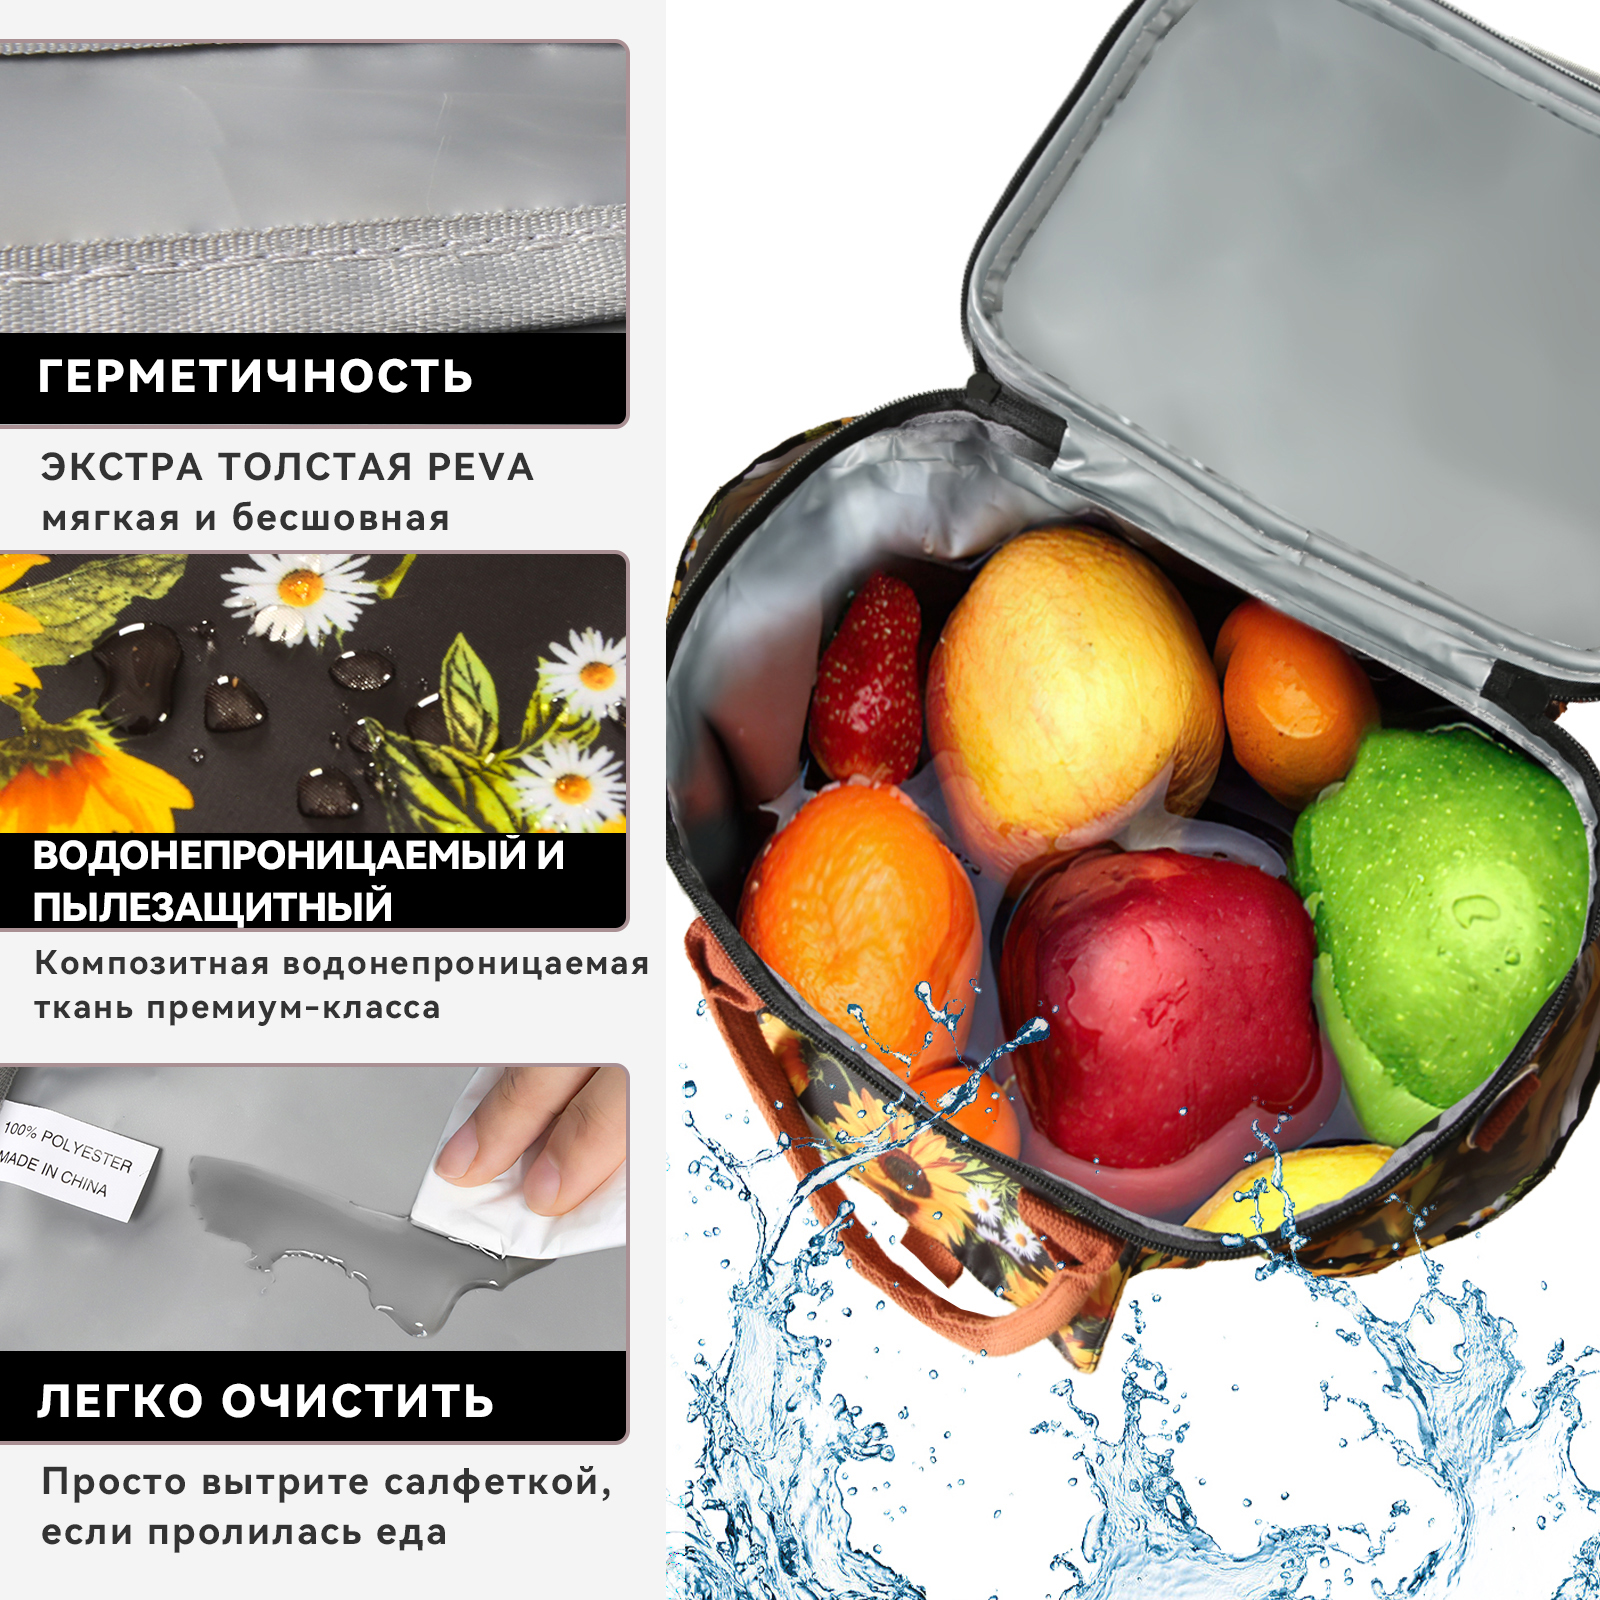 ГЕРМЕТИЧНОСТЬ
ЭКСТРА ТОЛСТАЯ PEVA
мягкая и бесшовная
ВОДОНЕПРОНИЦАЕМЫЙ И
ПЫЛЕЗАЩИТНЫЙ
Композитная водонепроницаемая
ткань премиум-класса
100% POLYESTER
MADE IN CHINA
ЛЕГКО ОЧИСТИТЬ
Просто вытрите салфеткой,
если пролилась еда